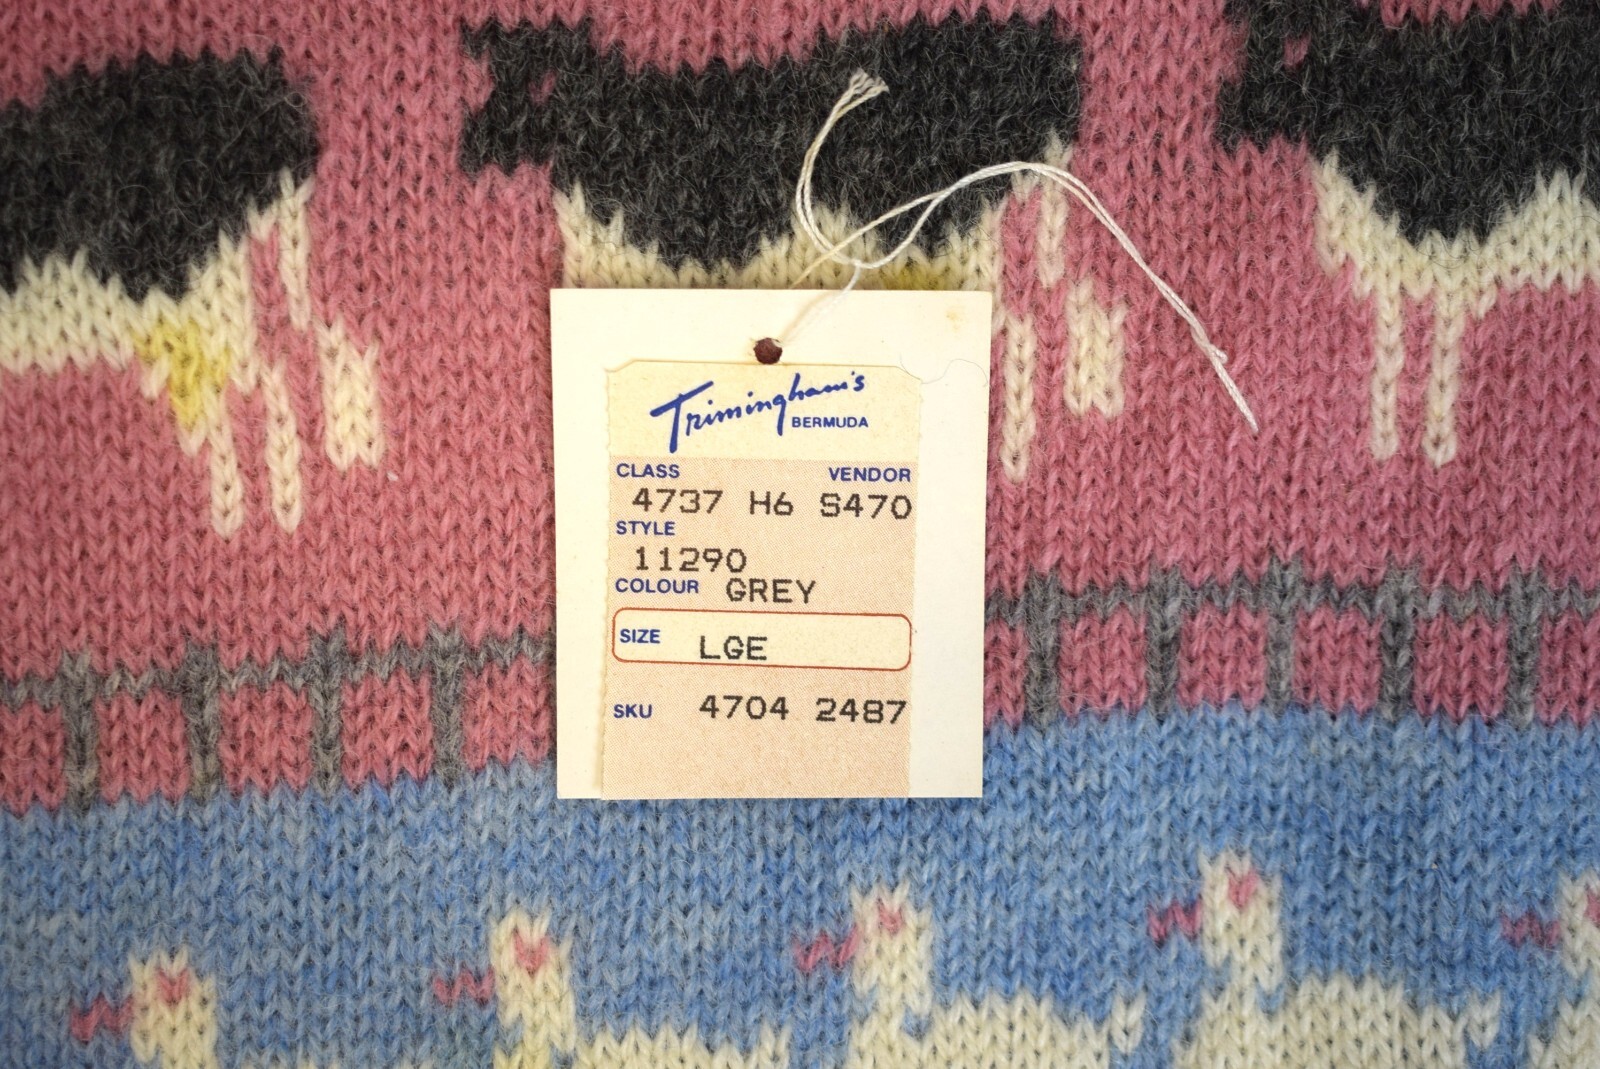 Trimingham's
BERMUDA
CLASS VENDOR
4737 H6 S470
STYLE
11290
COLOUR GREY
SIZE LGE
SKU 4704 2487